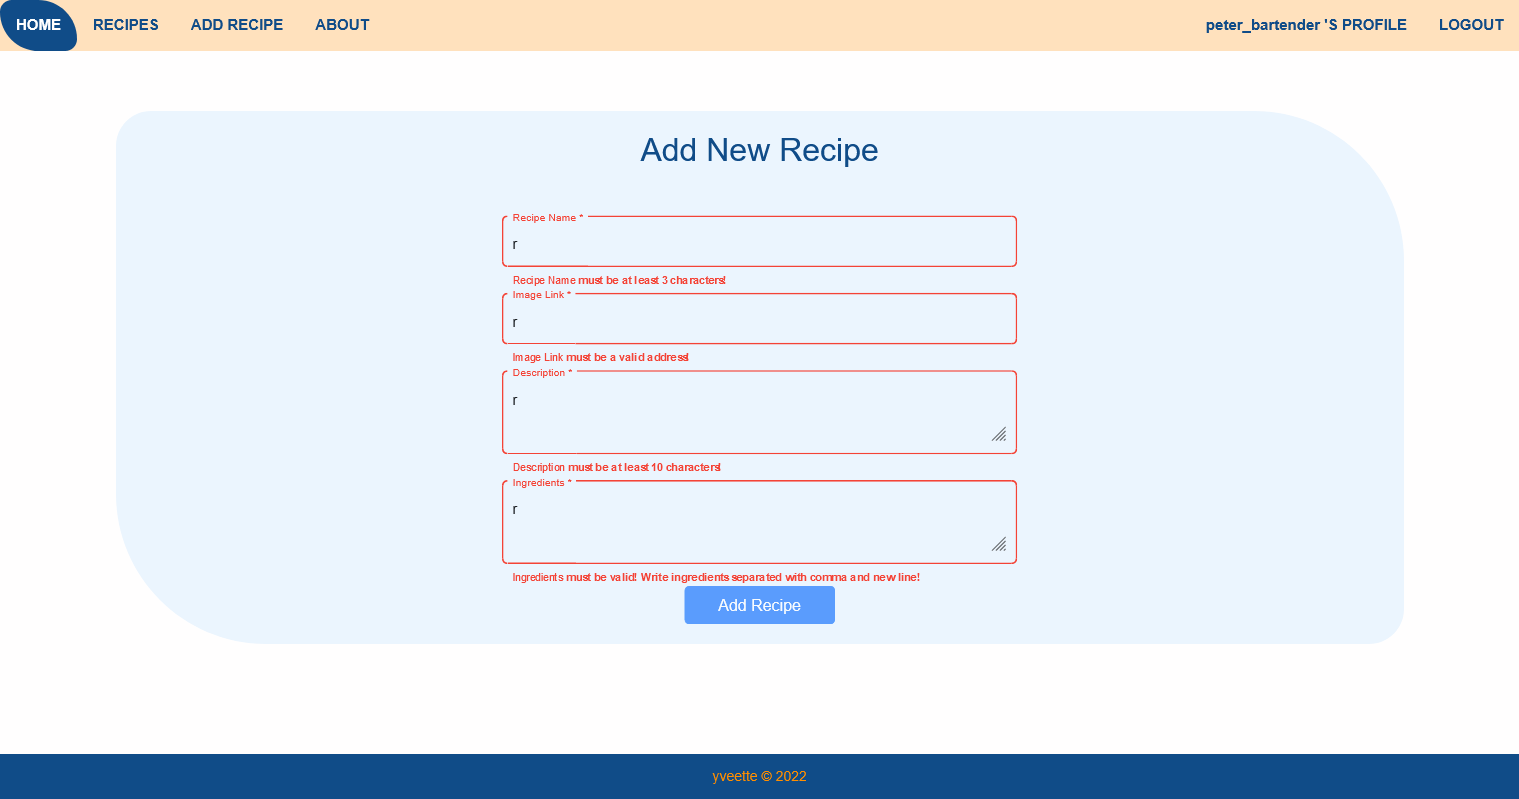 HOME RECIPES ADD RECIPE ABOUT peter_bartender 'S PROFILE LOGOUT
Add New Recipe
Recipe Name *
r
Recipe Name must be at least 3 characters!
Image Link *
r
Image Link must be a valid address!
Description *
r
Description must be at least 10 characters!
Ingredients *
r
Ingredients must be valid! Write ingredients separated with comma and new line!
Add Recipe
yveette © 2022